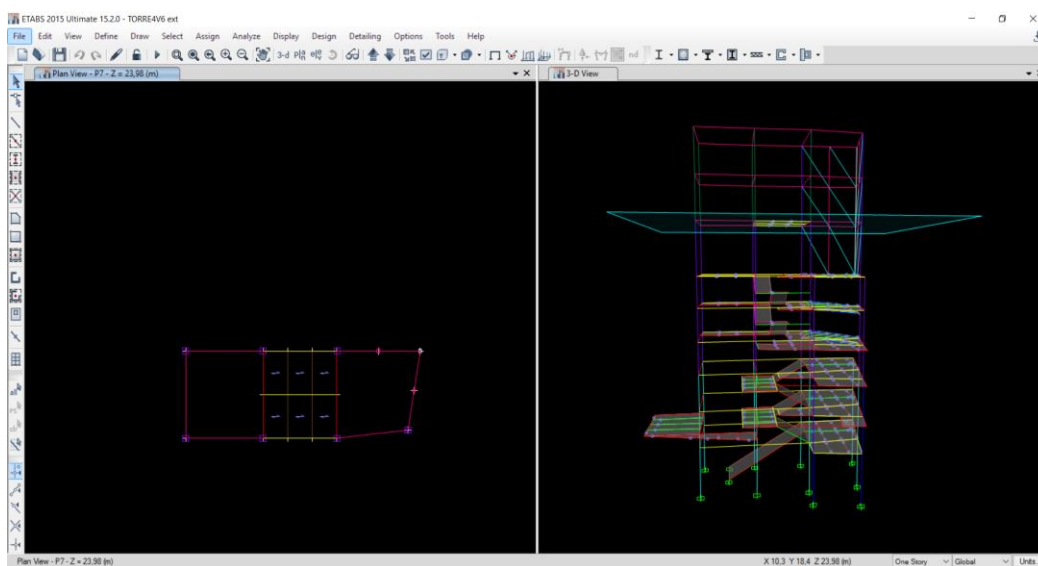 ETABS 2015 Ultimate 15.2.0 - TORRE4V6 ext
File Edit View Define Draw Select Assign Analyze Display Design Detailing Options Tools Help
3-d nd
Plan View - P7 - Z = 23,98 (m)
3-D View
Plan View - P7 - Z = 23,98 (m)
X 10,3 Y 18,4 Z 23,98 (m)
One Story
Global
Units